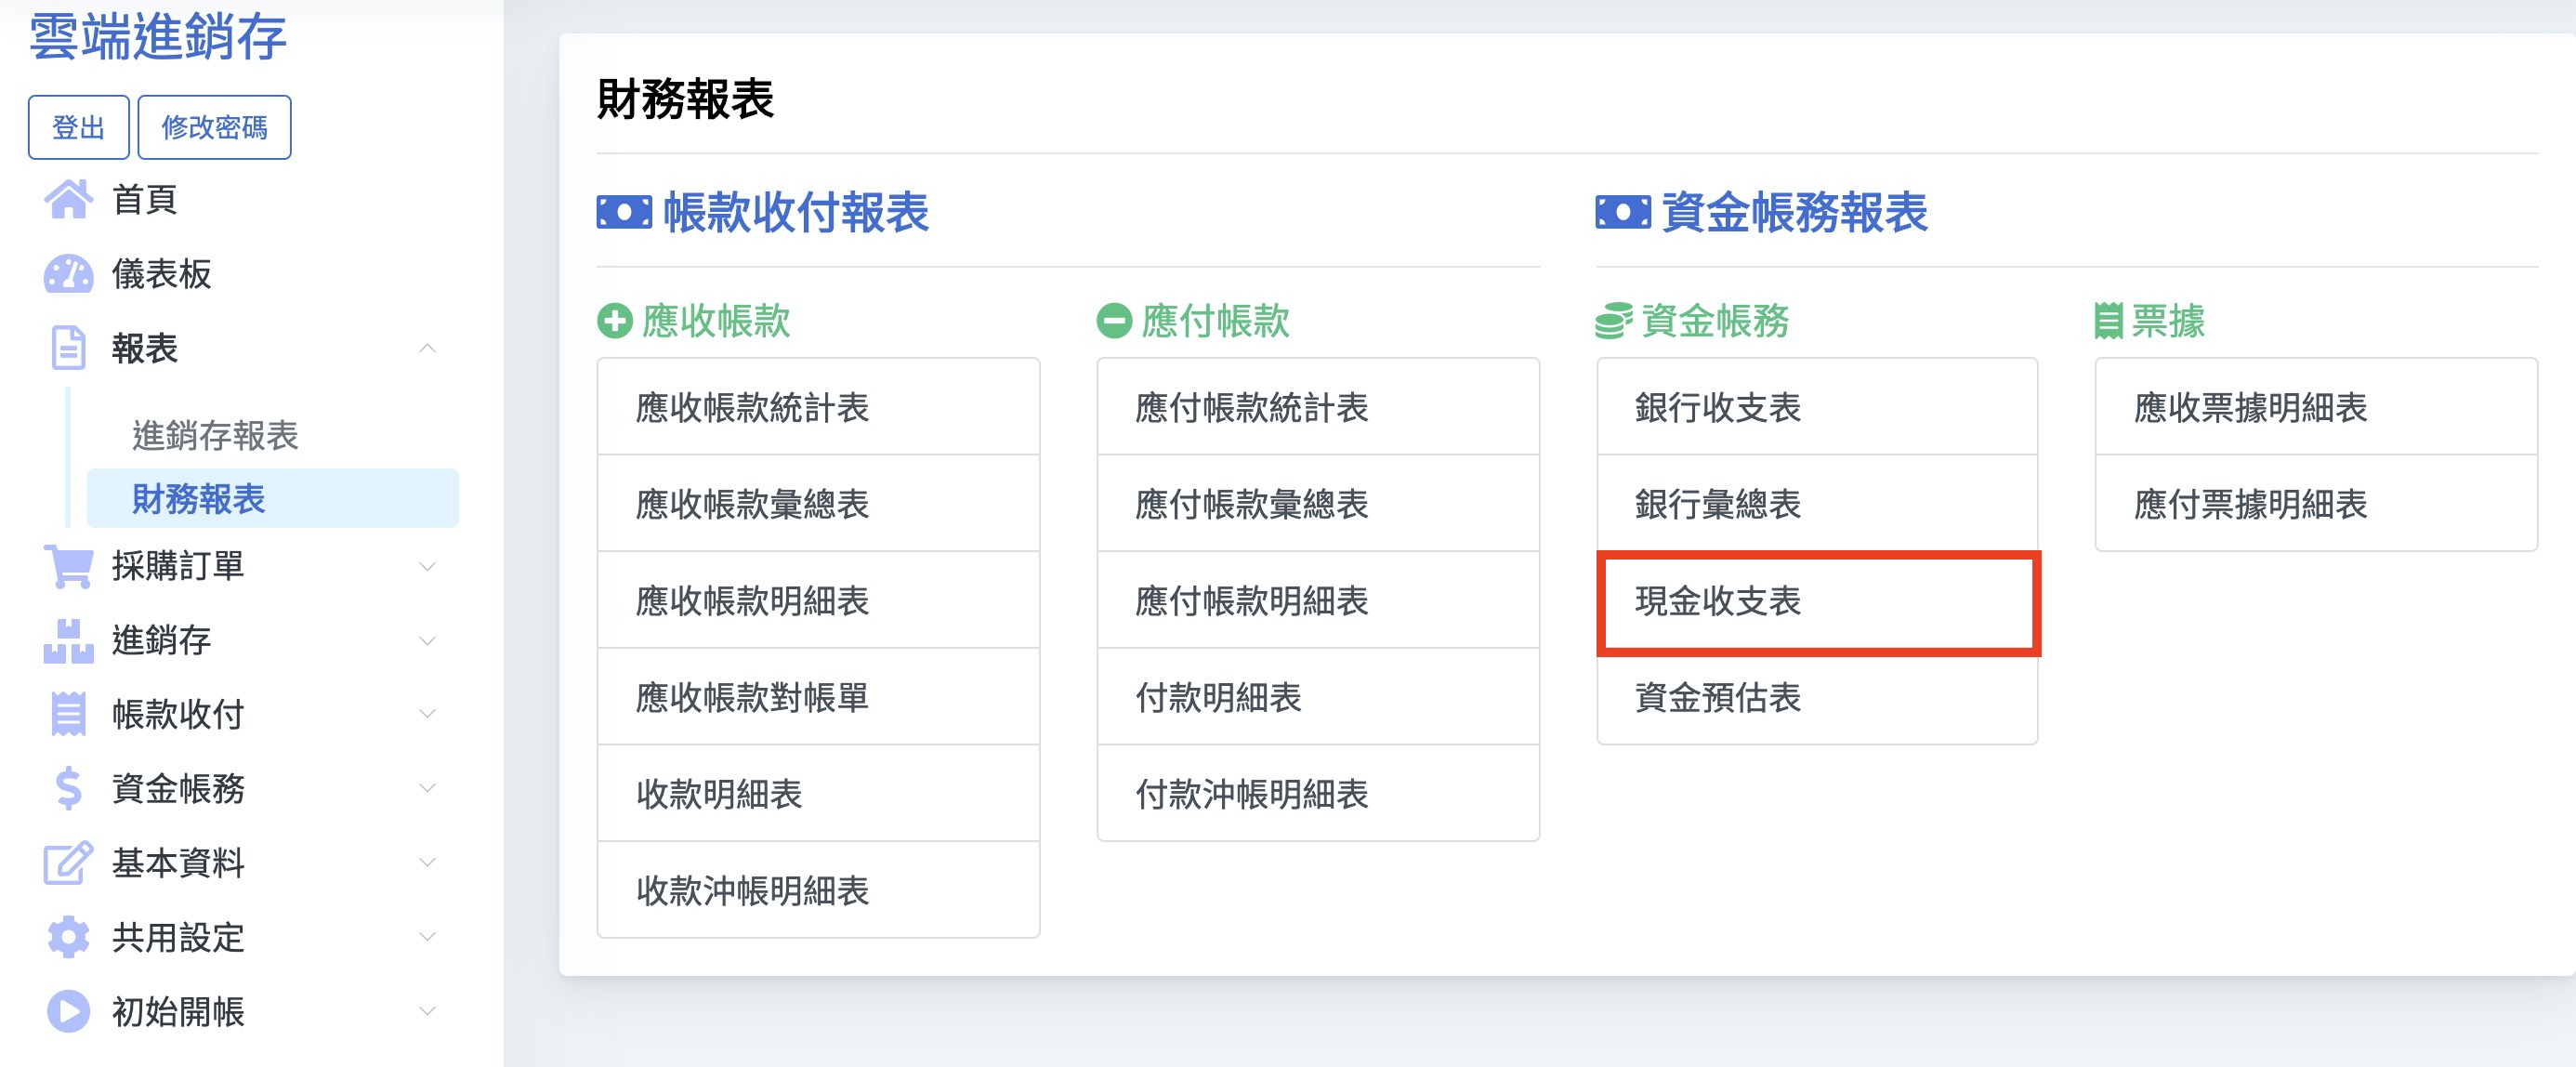 雲端進銷存
登出
修改密碼
首頁
儀表板
報表
進銷存報表
財務報表
採購訂單
進銷存
帳款收付
資金帳務
基本資料
共用設定
初始開帳
財務報表
帳款收付報表
應收帳款
應收帳款統計表
應收帳款彙總表
應收帳款明細表
應收帳款對帳單
收款明細表
收款沖帳明細表
應付帳款
應付帳款統計表
應付帳款彙總表
應付帳款明細表
付款明細表
付款沖帳明細表
資金帳務報表
資金帳務
銀行收支表
銀行彙總表
現金收支表
資金預估表
票據
應收票據明細表
應付票據明細表